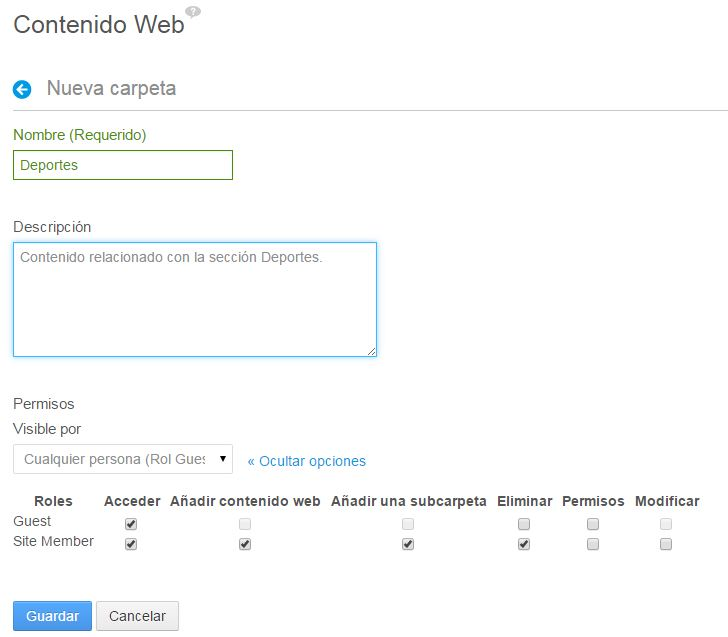 Contenido Web
?
Nueva carpeta
Nombre (Requerido)
Deportes
Descripción
Contenido relacionado con la sección Deportes.
Permisos
Visible por
Cualquier persona (Rol Gues
« Ocultar opciones
Roles Acceder Añadir contenido web Añadir una subcarpeta Eliminar Permisos Modificar
Guest
Site Member
Guardar Cancelar